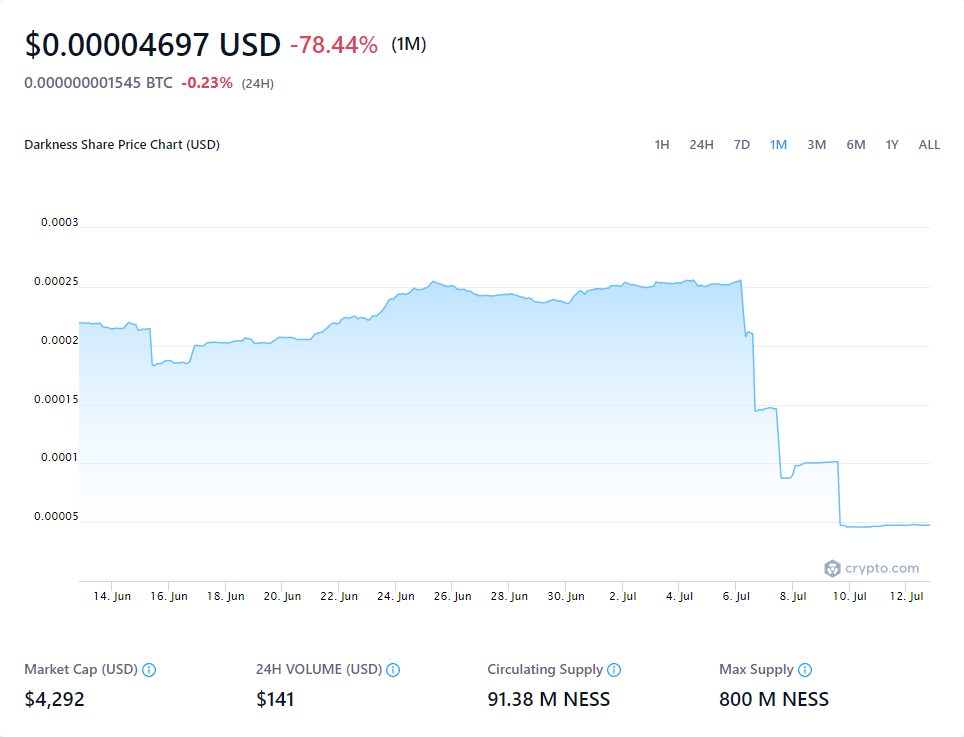 $0.00004697 USD -78.44% (1M)
0.000000001545 BTC -0.23% (24H)
Darkness Share Price Chart (USD) 1H 24H 7D 1M 3M 6M 1Y ALL
0.0003
0.00025
0.0002
0.00015
0.0001
0.00005
crypto.com
14. Jun 16. Jun 18. Jun 20. Jun 22. Jun 24. Jun 26. Jun 28. Jun 30. Jun 2. Jul 4. Jul 6. Jul 8. Jul 10. Jul 12. Jul
Market Cap (USD) 24H VOLUME (USD) Circulating Supply Max Supply
$4,292 $141 91.38 M NESS 800 M NESS